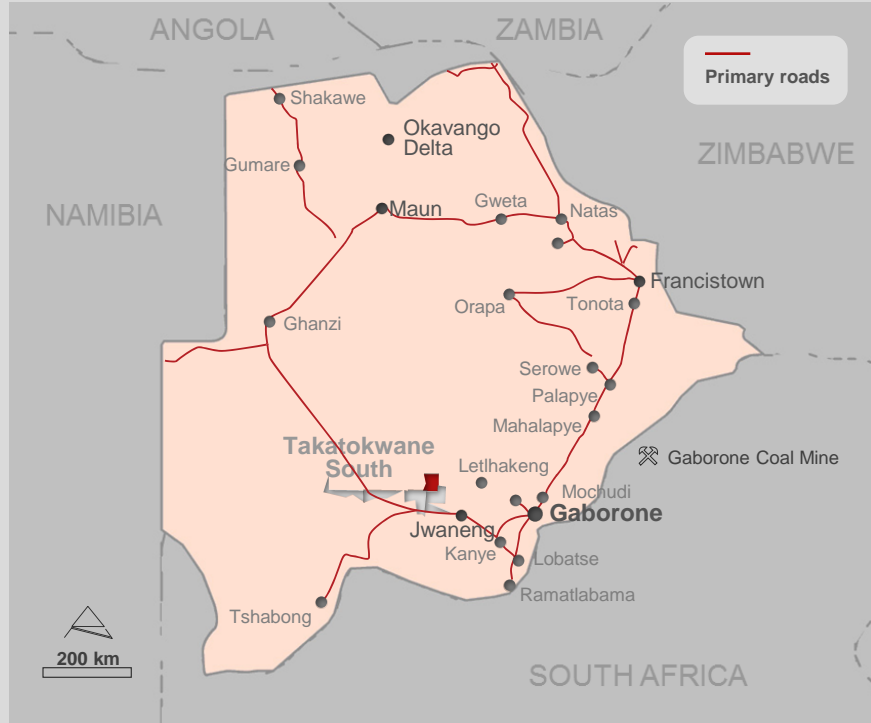 ANGOLA
ZAMBIA
Primary roads
Shakawe
Okavango
Delta
ZIMBABWE
Gumare
NAMIBIA
Maun
Gweta
Natas
Francistown
Orapa
Tonota
Ghanzi
Serowe
Palapye
Mahalapye
Takatokwane
South
Letlhakeng
Gaborone Coal Mine
Mochudi
Gaborone
Jwaneng
Kanye
Lobatse
Ramatlabama
Tshabong
200 km
SOUTH AFRICA